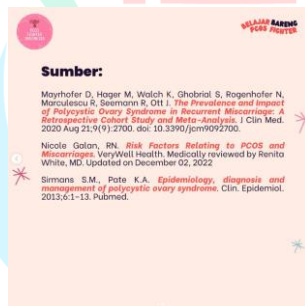 BELAJAR BARENG
PCOS FIGHTER
Sumber:
Mayrhofer D, Hager M, Walch K, Ghobrial S, Rogenhofer N,
Marculescu R, Seemann R, Ott J. The Prevalence and Impact
of Polycystic Ovary Syndrome in Recurrent Miscarriage: A
Retrospective Cohort Study and Meta-Analysis. J Clin Med.
2020 Aug 21;9(9):2700. doi: 10.3390/jcm9092700.
Nicole Galan, RN. Risk Factors Relating to PCOS and
Miscarriages. VeryWell Health. Medically reviewed by Renita
White, MD. Updated on December 02, 2022
Sirmans S.M., Pate K.A. Epidemiology, diagnosis and
management of polycystic ovary syndrome. Clin. Epidemiol.
2013;6:1–13. Pubmed.